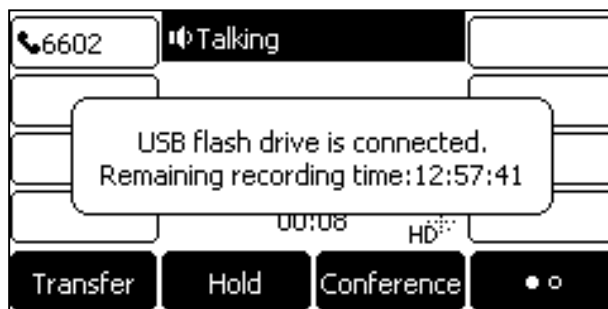 6602
Talking
USB flash drive is connected.
Remaining recording time:12:57:41
00:08
HD
Transfer
Hold
Conference